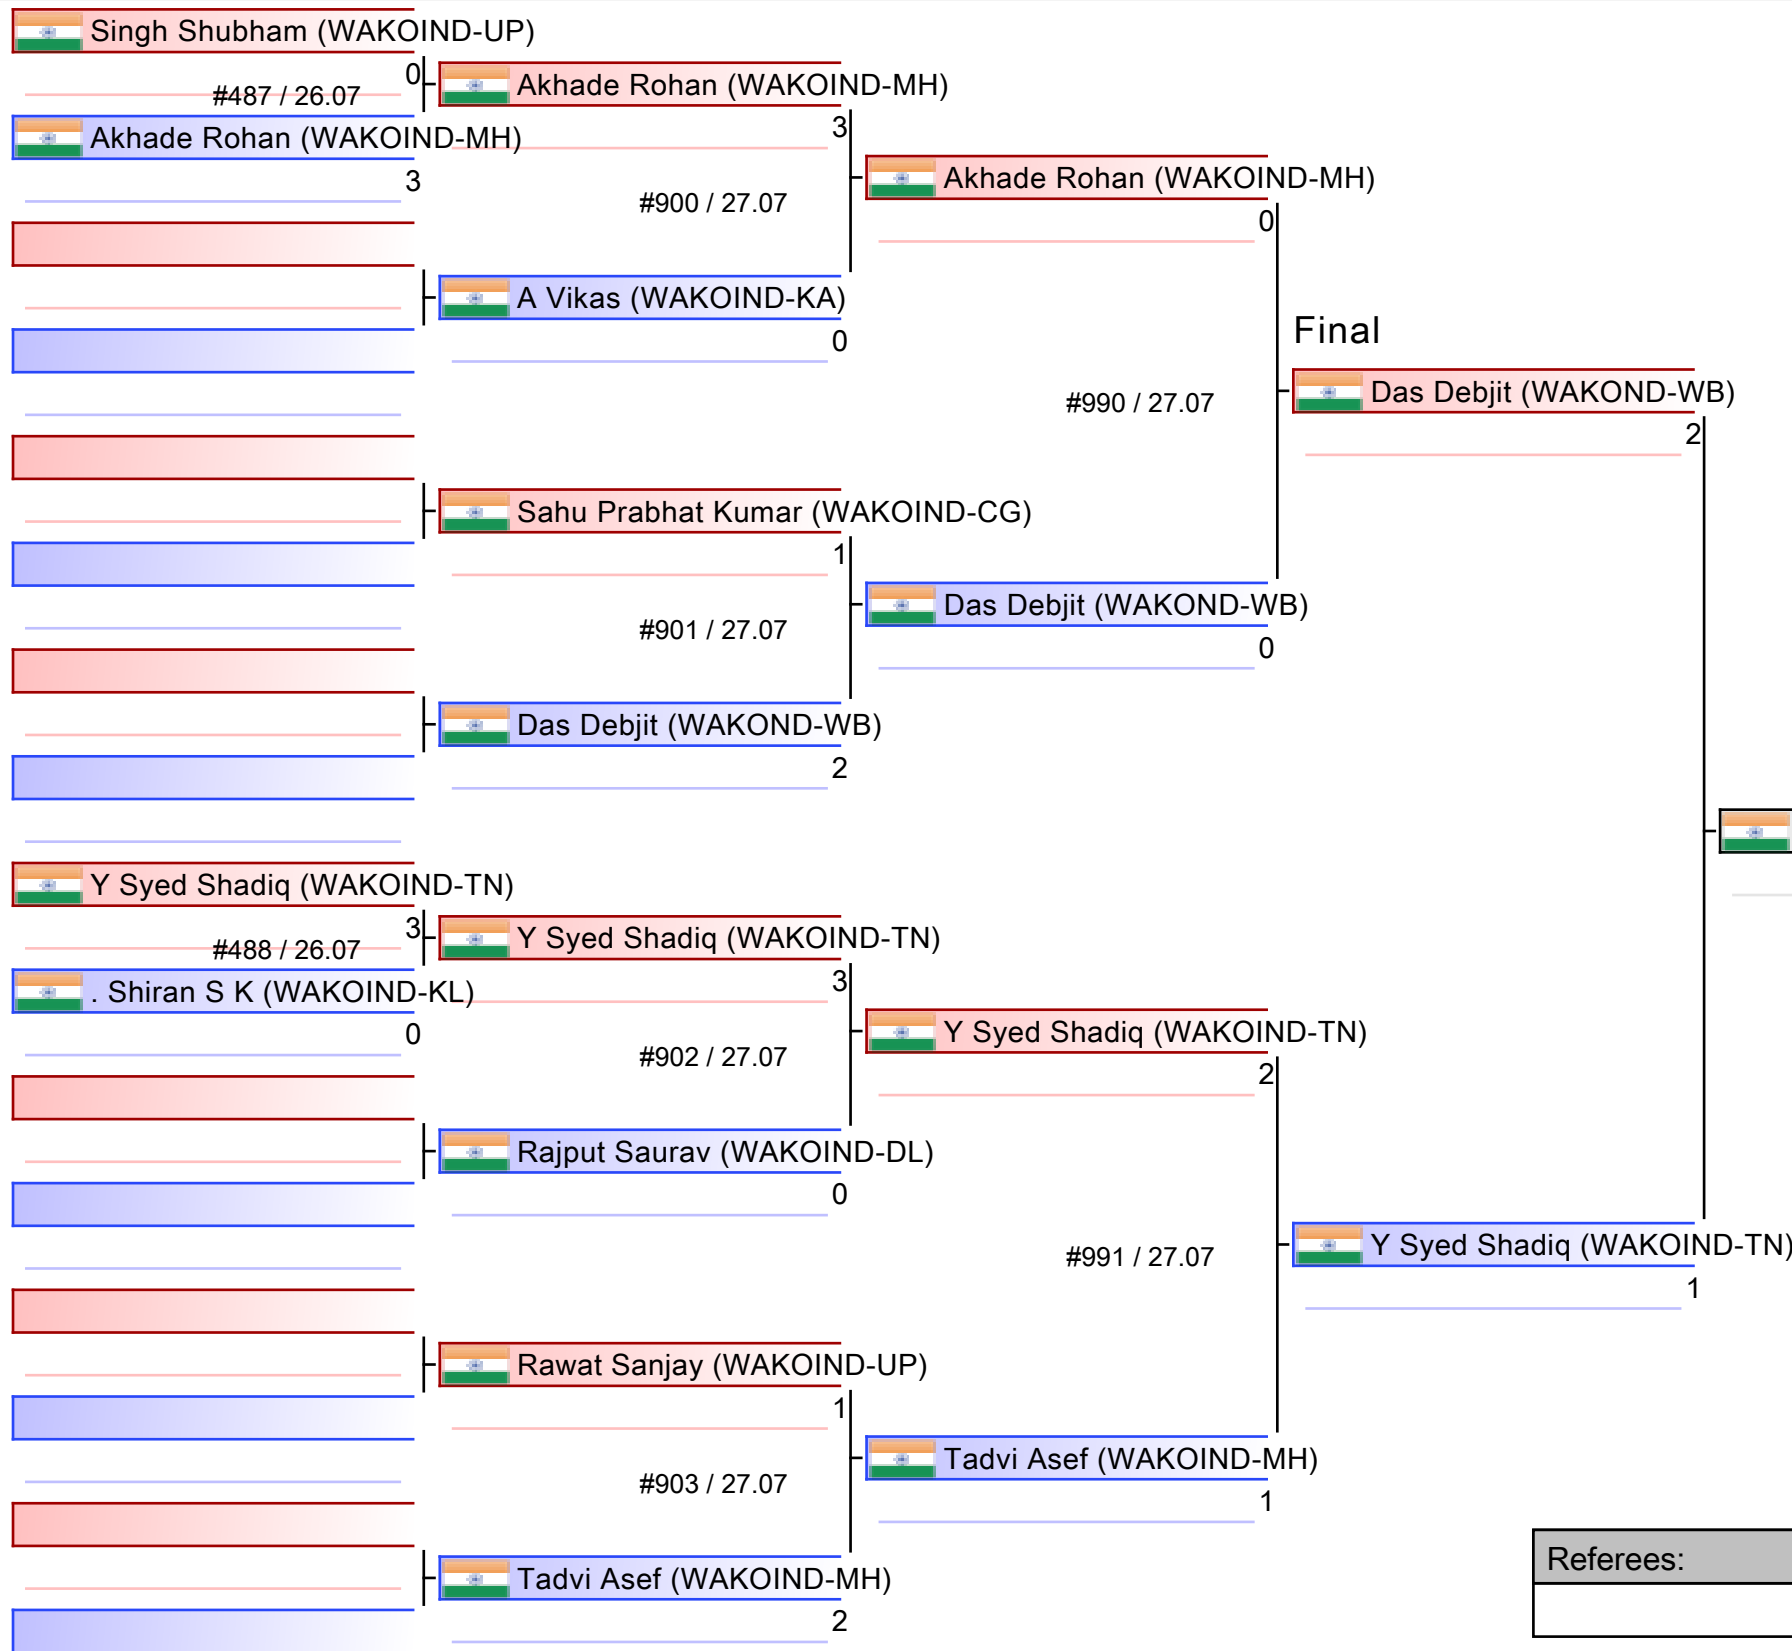 Singh Shubham (WAKOIND-UP)
0
#487 / 26.07
Akhade Rohan (WAKOIND-MH)
3
Akhade Rohan (WAKOIND-MH)
3
#900 / 27.07
A Vikas (WAKOIND-KA)
0
Akhade Rohan (WAKOIND-MH)
0
#990 / 27.07
Final
Das Debjit (WAKOND-WB)
2
Sahu Prabhat Kumar (WAKOIND-CG)
1
#901 / 27.07
Das Debjit (WAKOND-WB)
0
Das Debjit (WAKOND-WB)
2
Y Syed Shadiq (WAKOIND-TN)
3
#488 / 26.07
. Shiran S K (WAKOIND-KL)
0
Y Syed Shadiq (WAKOIND-TN)
3
#902 / 27.07
Rajput Saurav (WAKOIND-DL)
0
Y Syed Shadiq (WAKOIND-TN)
2
#991 / 27.07
Y Syed Shadiq (WAKOIND-TN)
1
Rawat Sanjay (WAKOIND-UP)
1
#903 / 27.07
Tadvi Asef (WAKOIND-MH)
1
Tadvi Asef (WAKOIND-MH)
2
Referees: